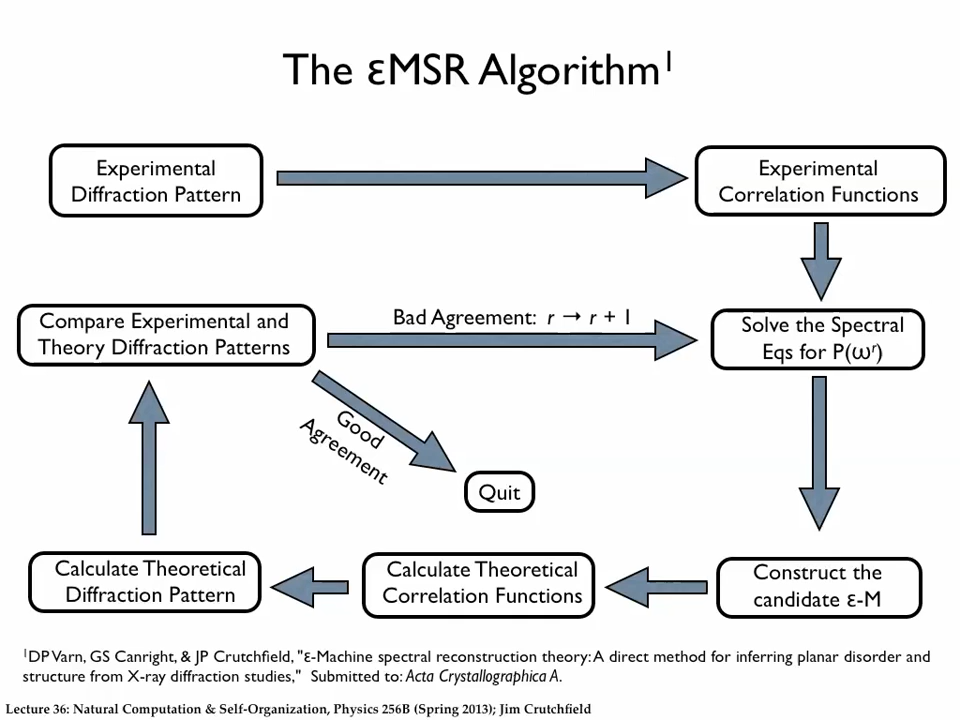 The εMSR Algorithm¹
Experimental
Diffraction Pattern
Experimental
Correlation Functions
Compare Experimental and
Theory Diffraction Patterns
Bad Agreement: r → r + 1
Solve the Spectral
Eqs for P(ωʳ)
Good
Agreement
Quit
Calculate Theoretical
Diffraction Pattern
Calculate Theoretical
Correlation Functions
Construct the
candidate ε-M
¹DP Varn, GS Canright, & JP Crutchfield, "ε-Machine spectral reconstruction theory: A direct method for inferring planar disorder and
structure from X-ray diffraction studies," Submitted to: Acta Crystallographica A.
Lecture 36: Natural Computation & Self-Organization, Physics 256B (Spring 2013); Jim Crutchfield